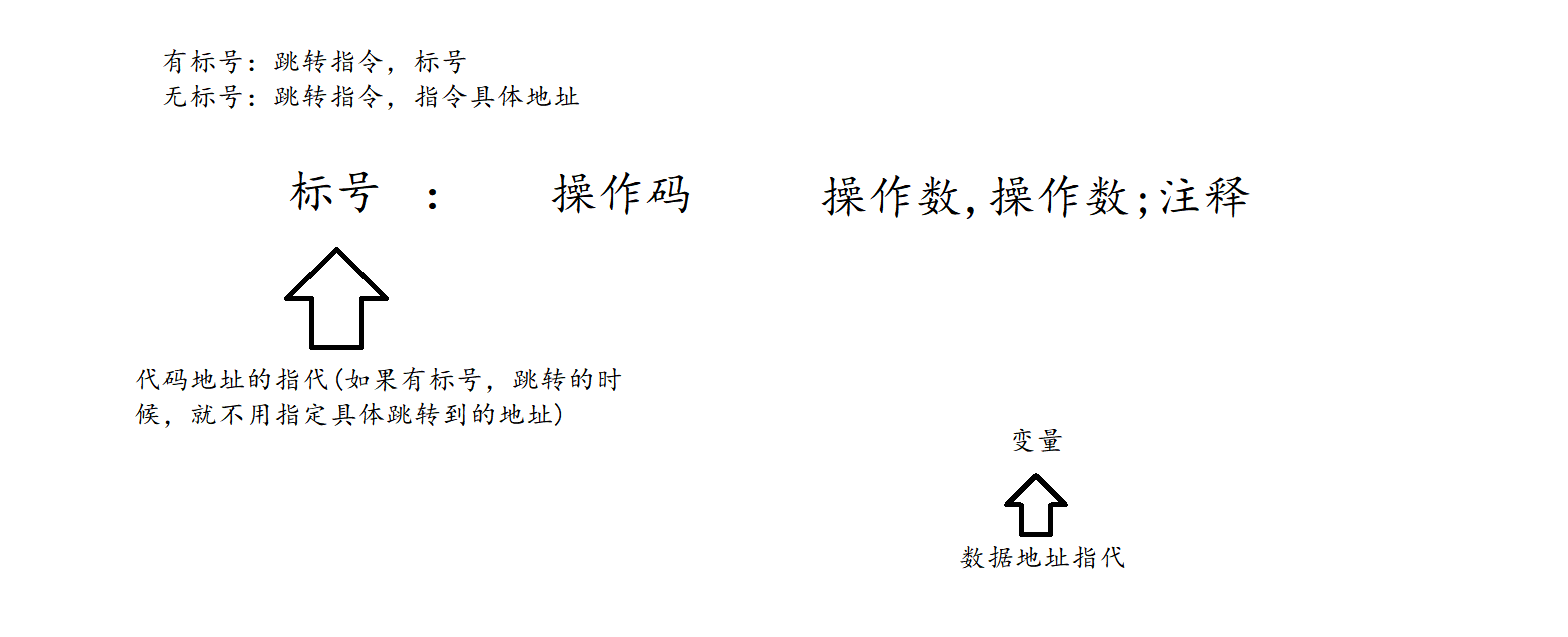 有标号：跳转指令，标号
无标号：跳转指令，指令具体地址
标号 ： 操作码 操作数,操作数;注释
代码地址的指代(如果有标号，跳转的时
候，就不用指定具体跳转到的地址)
变量
数据地址指代